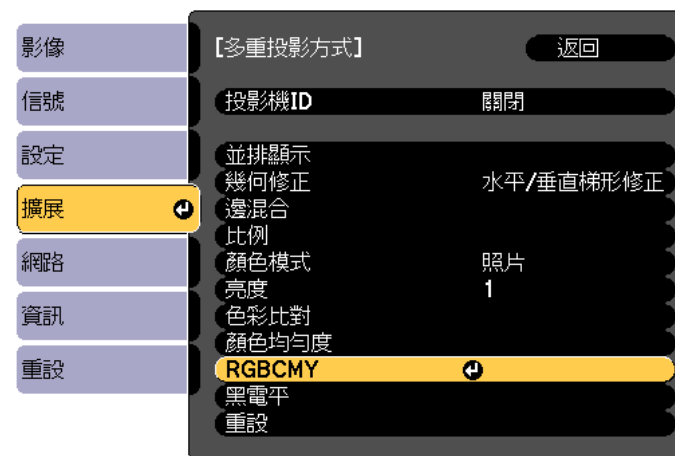 影像
信號
設定
擴展
網路
資訊
重設
[多重投影方式]
返回
投影機ID 關閉
並排顯示
幾何修正 水平/垂直梯形修正
邊混合
比例
顏色模式 照片
亮度 1
色彩比對
顏色均勻度
RGBCMY
黑電平
重設